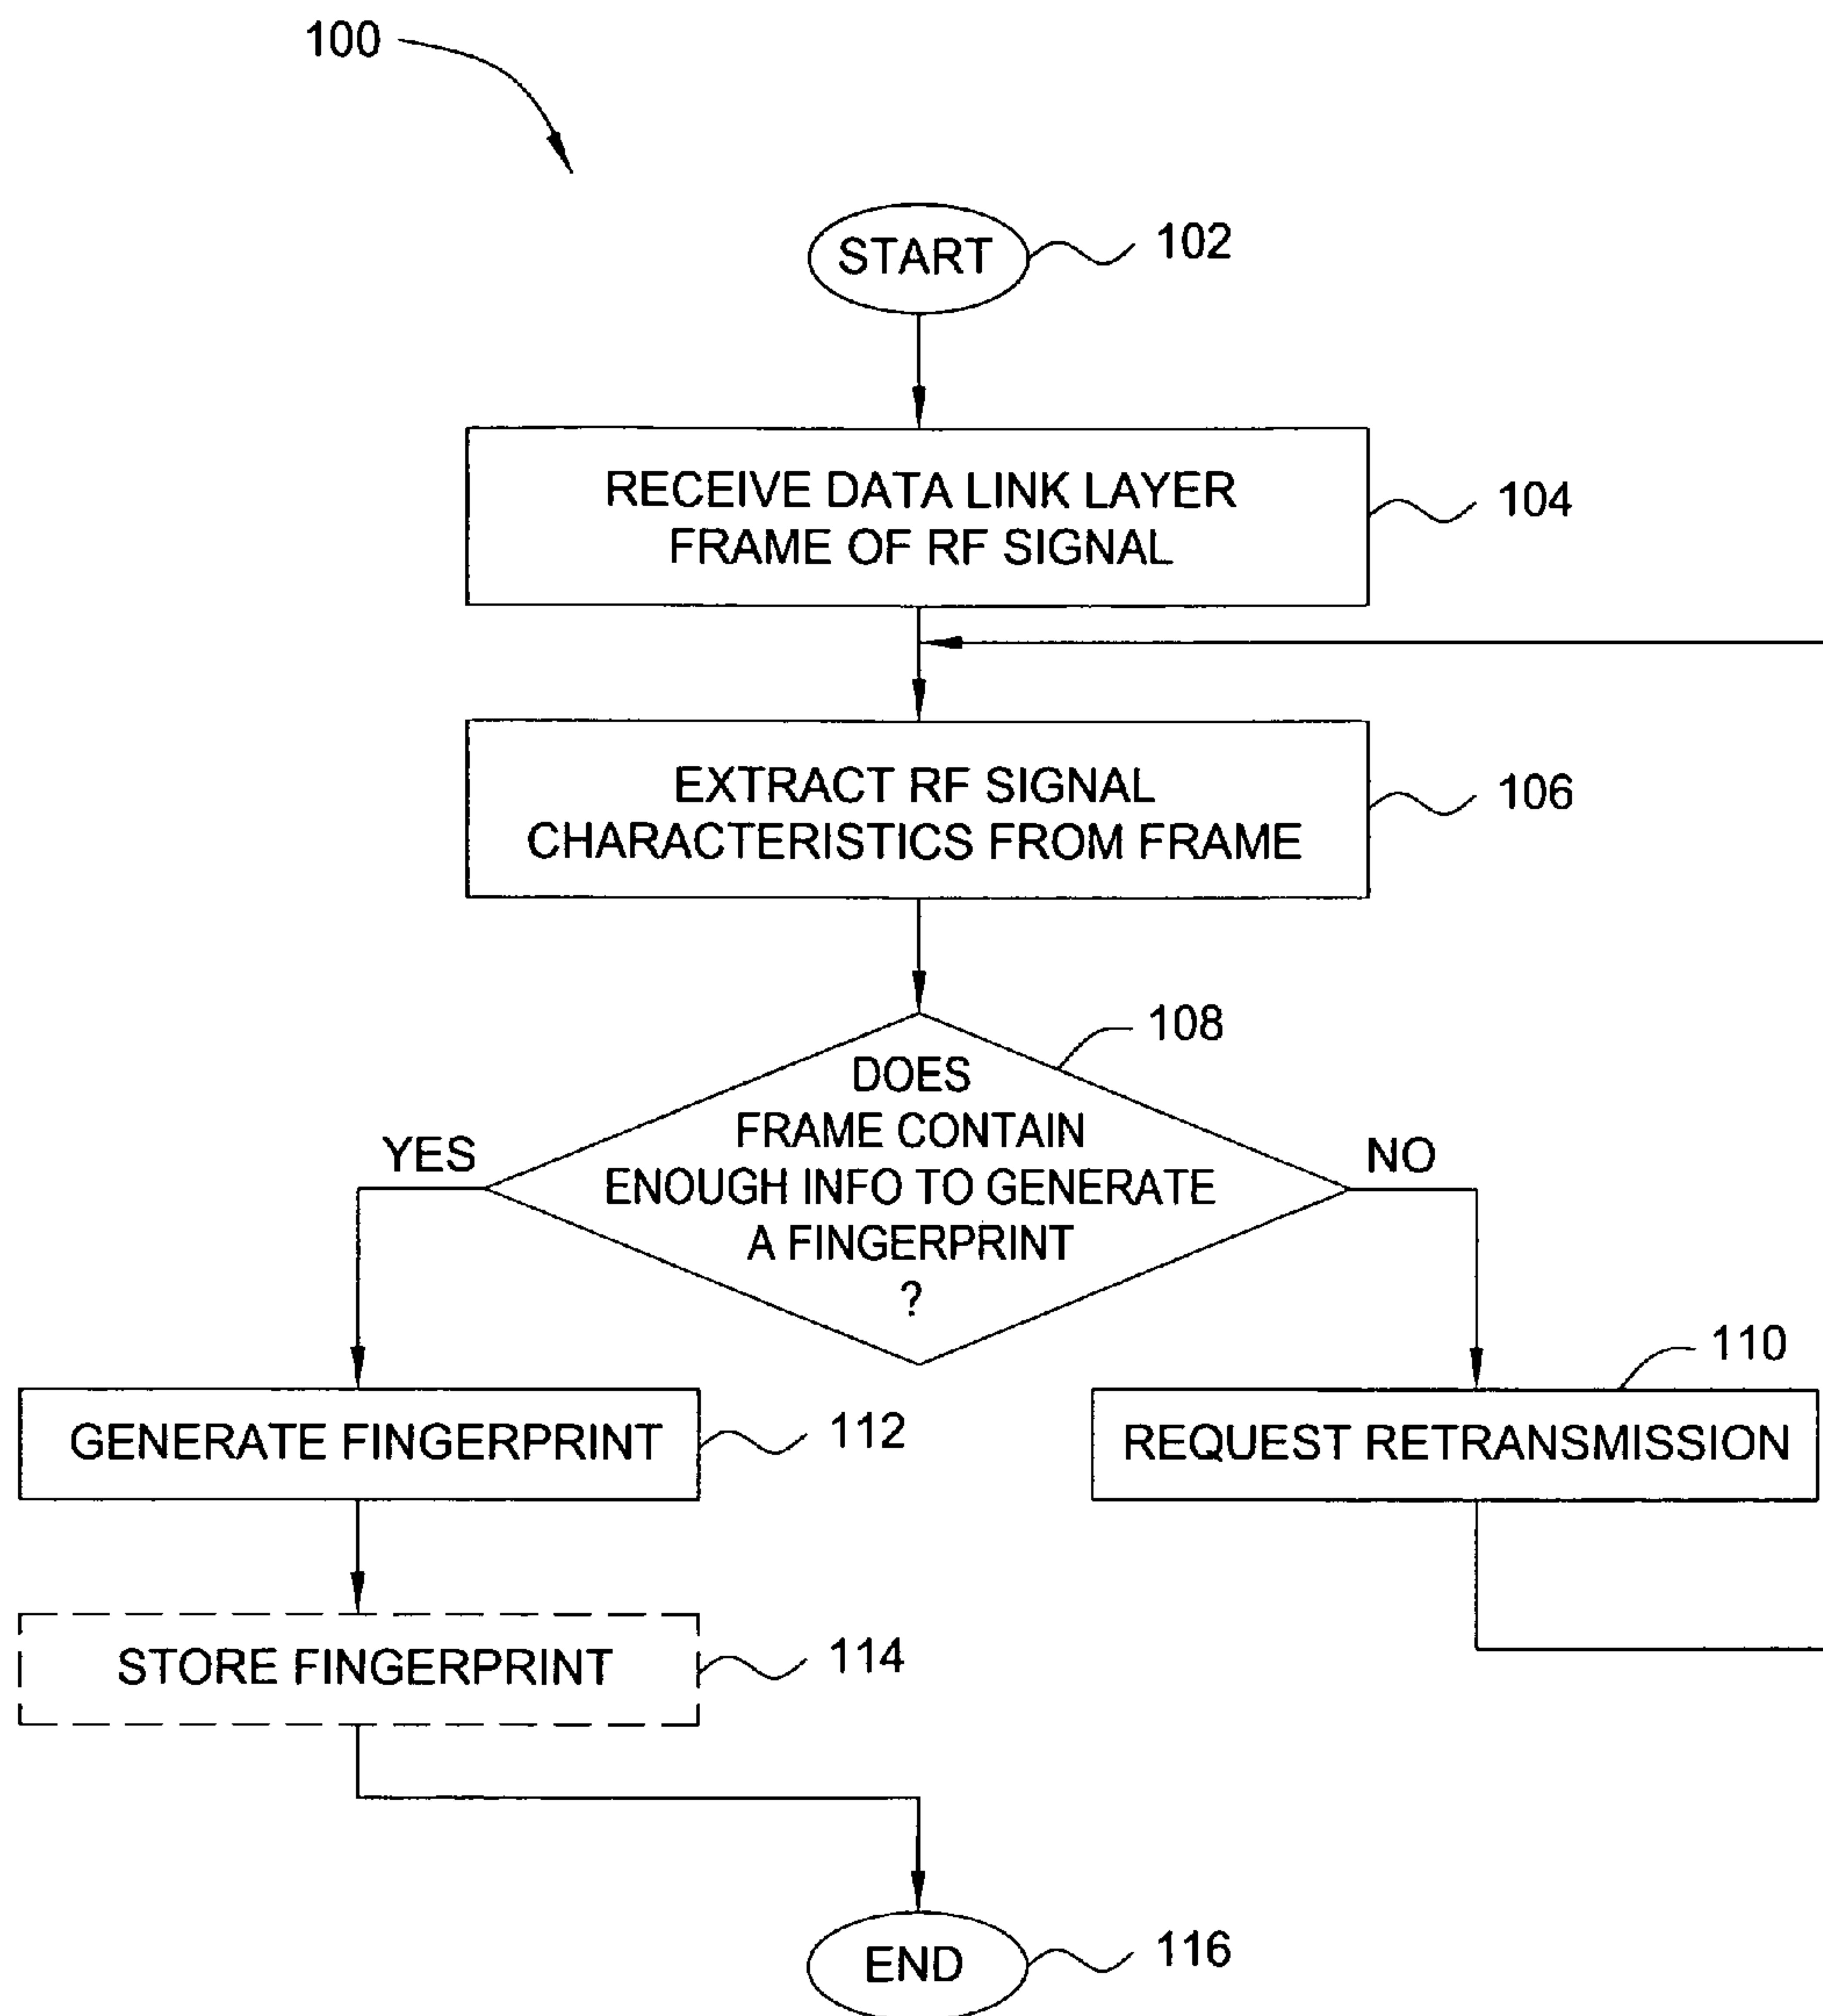 100
START
102
RECEIVE DATA LINK LAYER
FRAME OF RF SIGNAL
104
EXTRACT RF SIGNAL
CHARACTERISTICS FROM FRAME
106
108
DOES
FRAME CONTAIN
ENOUGH INFO TO GENERATE
A FINGERPRINT
?
YES
NO
110
GENERATE FINGERPRINT
112
REQUEST RETRANSMISSION
STORE FINGERPRINT
114
END
116